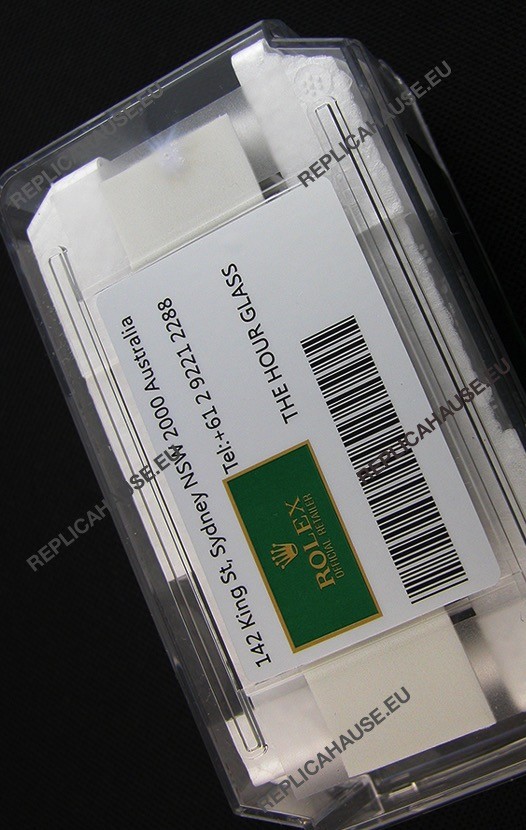 REPLICAHAUSE.EU
REPLICAHAUSE.EU
THE HOUR GLASS
ROLEX
OFFICIAL RETAILER
Tel:+61 2 9221 2288
142 King St, Sydney NSW 2000 Australia
REPLICAHAUSE.EU
REPLICAHAUSE.EU
REPLICAHAUSE.EU
REPLICAHAUSE.EU